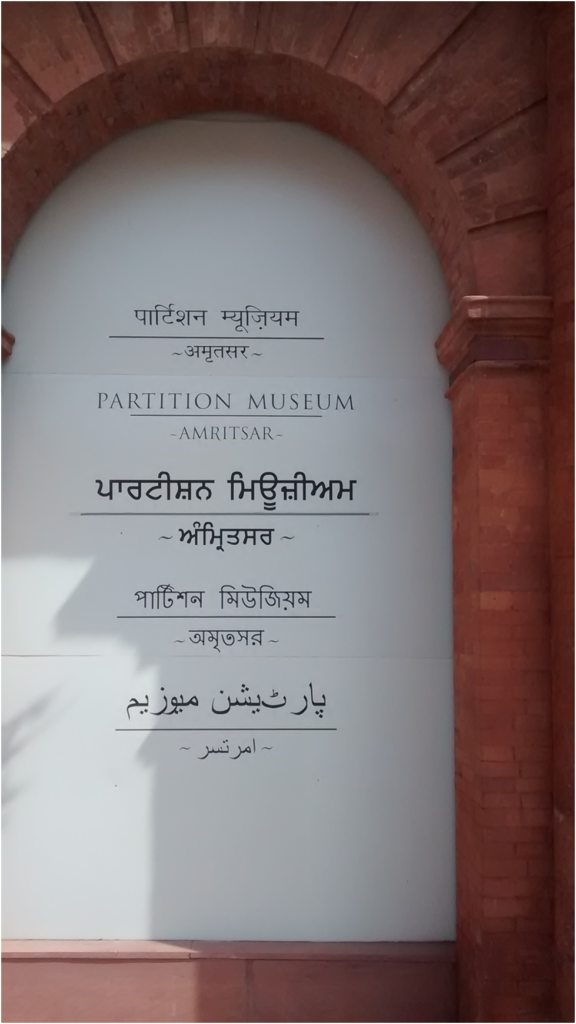 पार्टिशन म्यूज़ियम
~अमृतसर~
PARTITION MUSEUM
~AMRITSAR~
ਪਾਰਟੀਸ਼ਨ ਮਿਊਜ਼ੀਅਮ
~ ਅੰਮ੍ਰਿਤਸਰ ~
পার্টিশন মিউজিয়ম
~অমৃতসর~
پارٹیشن میوزیم
~ امرتسر ~